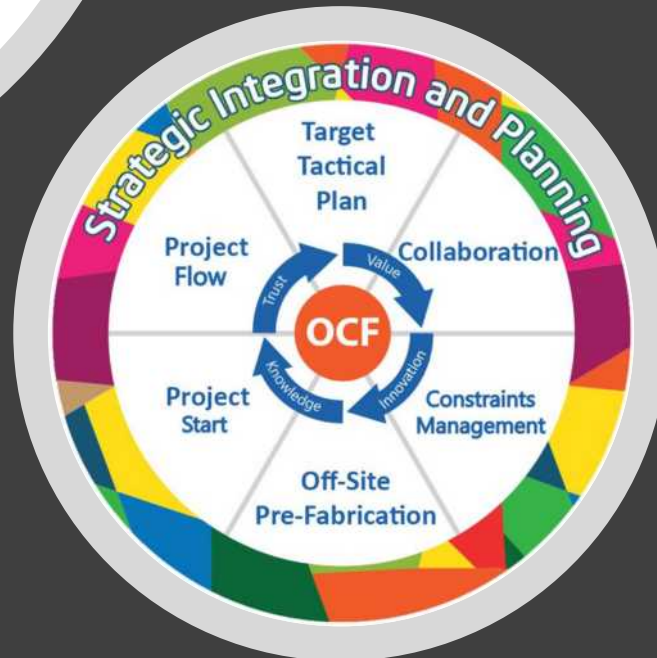 Strategic Integration and Planning
Target
Tactical
Plan
Collaboration
Constraints
Management
Off-Site
Pre-Fabrication
Project
Start
Project
Flow
Value
Innovation
Knowledge
Trust
OCF